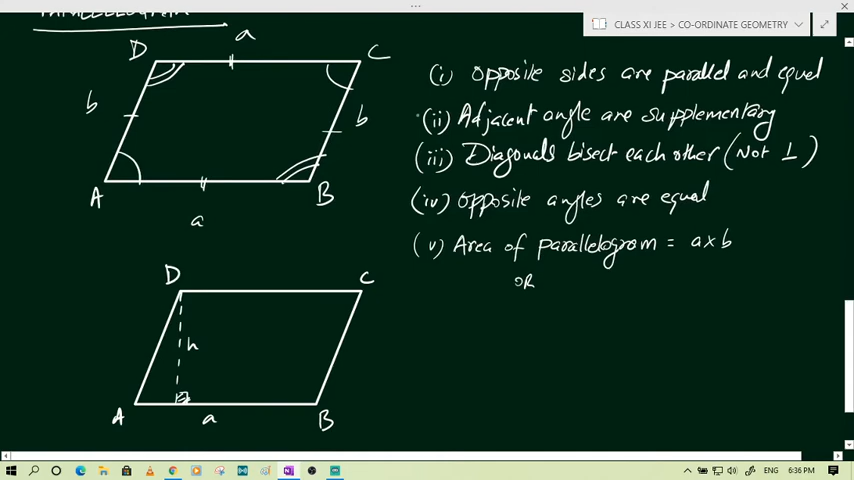 PARALLELOGRAM
CLASS XI JEE > CO-ORDINATE GEOMETRY
D a C
b b
A B
a
(i) Opposite sides are parallel and equal
(ii) Adjacent angle are supplementary
(iii) Diagonals bisect each other (Not ⊥)
(iv) Opposite angles are equal
(v) Area of parallelogram = a×b
OR
D C
h
A a B
ENG 6:36 PM